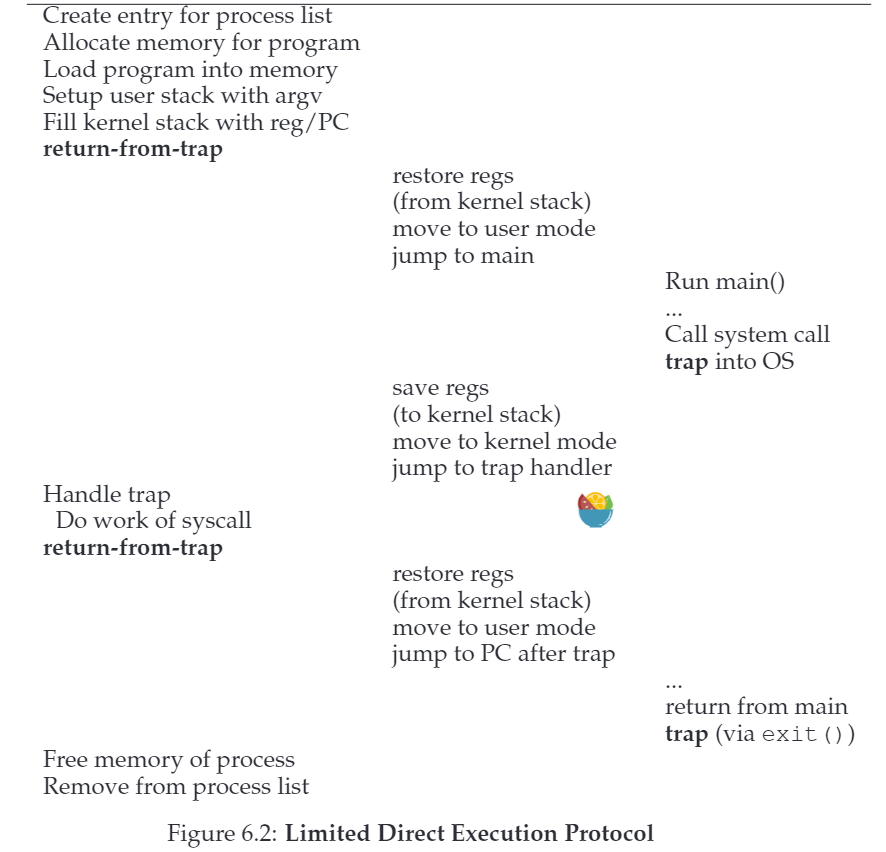 Create entry for process list
Allocate memory for program
Load program into memory
Setup user stack with argv
Fill kernel stack with reg/PC
return-from-trap
restore regs
(from kernel stack)
move to user mode
jump to main
Run main()
...
Call system call
trap into OS
save regs
(to kernel stack)
move to kernel mode
jump to trap handler
Handle trap
Do work of syscall
return-from-trap
restore regs
(from kernel stack)
move to user mode
jump to PC after trap
...
return from main
trap (via exit())
Free memory of process
Remove from process list
Figure 6.2: Limited Direct Execution Protocol